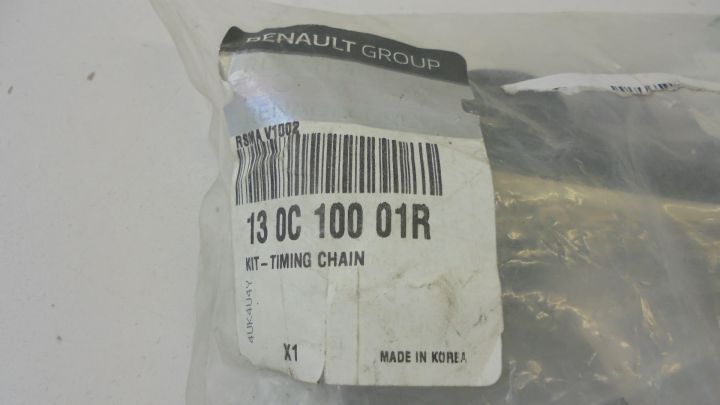 RENAULT GROUP
RSMA V1002
13 0C 100 01R
KIT-TIMING CHAIN
4UK4U4Y
X1
MADE IN KOREA